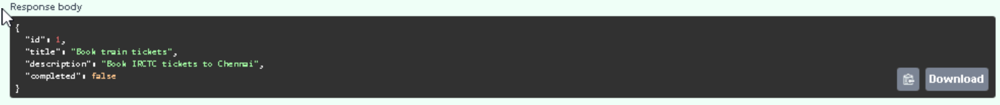 Response body
{
"id": 1,
"title": "Book train tickets",
"description": "Book IRCTC tickets to Chennai",
"completed": false
}
Download